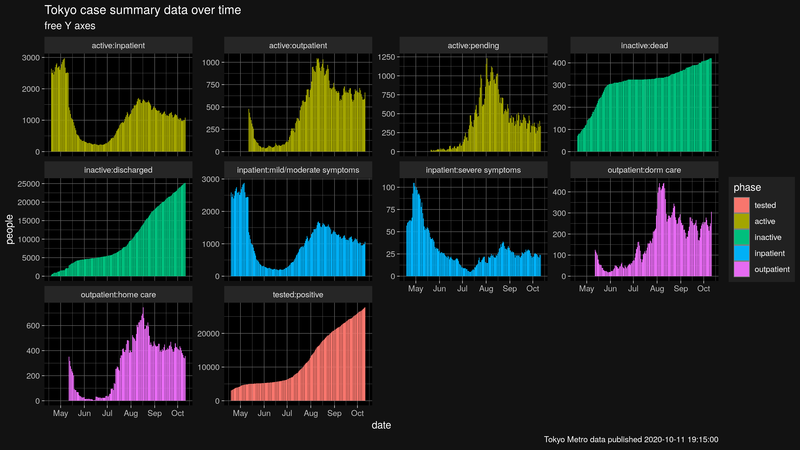 Tokyo case summary data over time
free Y axes
active:inpatient
active:outpatient
active:pending
inactive:dead
3000
2000
1000
0
1000
750
500
250
0
1250
1000
750
500
250
0
400
300
200
100
0
inactive:discharged
inpatient:mild/moderate symptoms
inpatient:severe symptoms
outpatient:dorm care
25000
20000
15000
10000
5000
0
3000
2000
1000
0
100
75
50
25
0
400
300
200
100
0
May Jun Jul Aug Sep Oct
May Jun Jul Aug Sep Oct
outpatient:home care
tested:positive
600
400
200
0
20000
10000
0
May Jun Jul Aug Sep Oct
May Jun Jul Aug Sep Oct
people
date
phase
tested
active
inactive
inpatient
outpatient
Tokyo Metro data published 2020-10-11 19:15:00